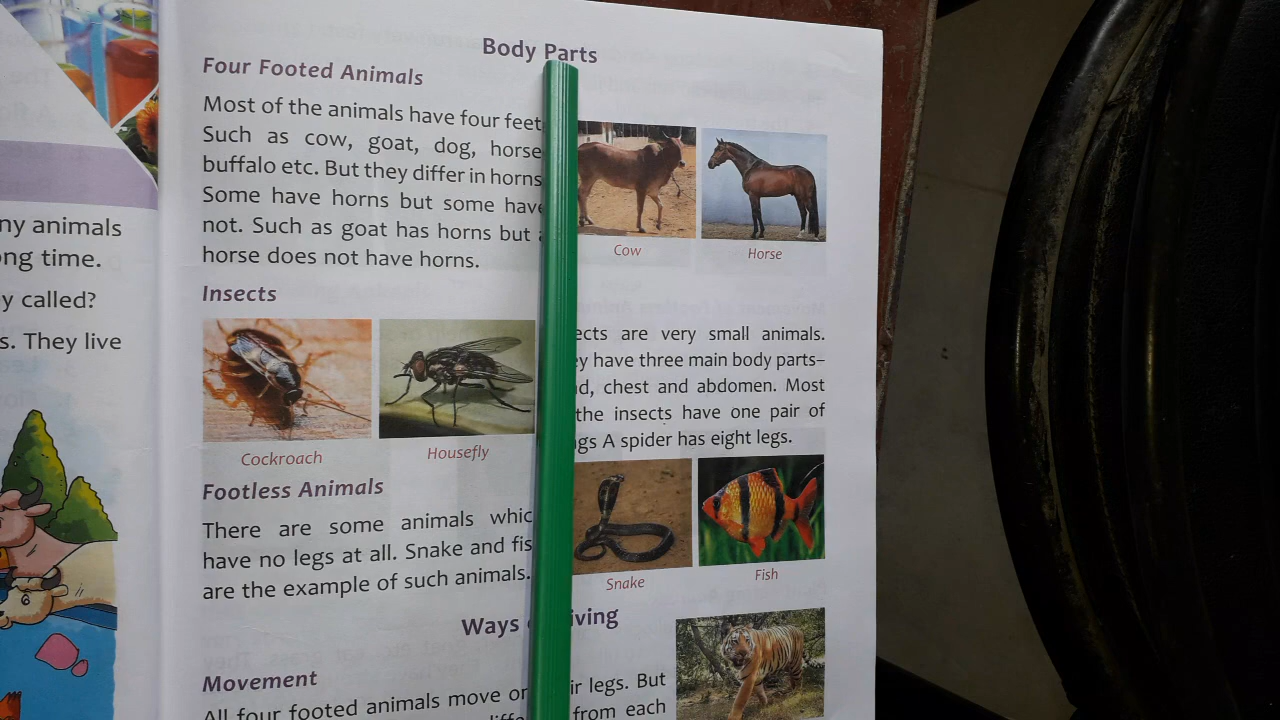 ny animals
ong time.
y called?
s. They live
Body Parts
Four Footed Animals
Most of the animals have four feet
Such as cow, goat, dog, horse
buffalo etc. But they differ in horns
Some have horns but some have
not. Such as goat has horns but
horse does not have horns.
Cow
Horse
Insects
Cockroach
Housefly
ects are very small animals.
ey have three main body parts–
d, chest and abdomen. Most
the insects have one pair of
gs A spider has eight legs.
Footless Animals
There are some animals whic
have no legs at all. Snake and fis
are the example of such animals.
Snake
Fish
Ways iving
Movement
All four footed animals move on ir legs. But
diffe from each